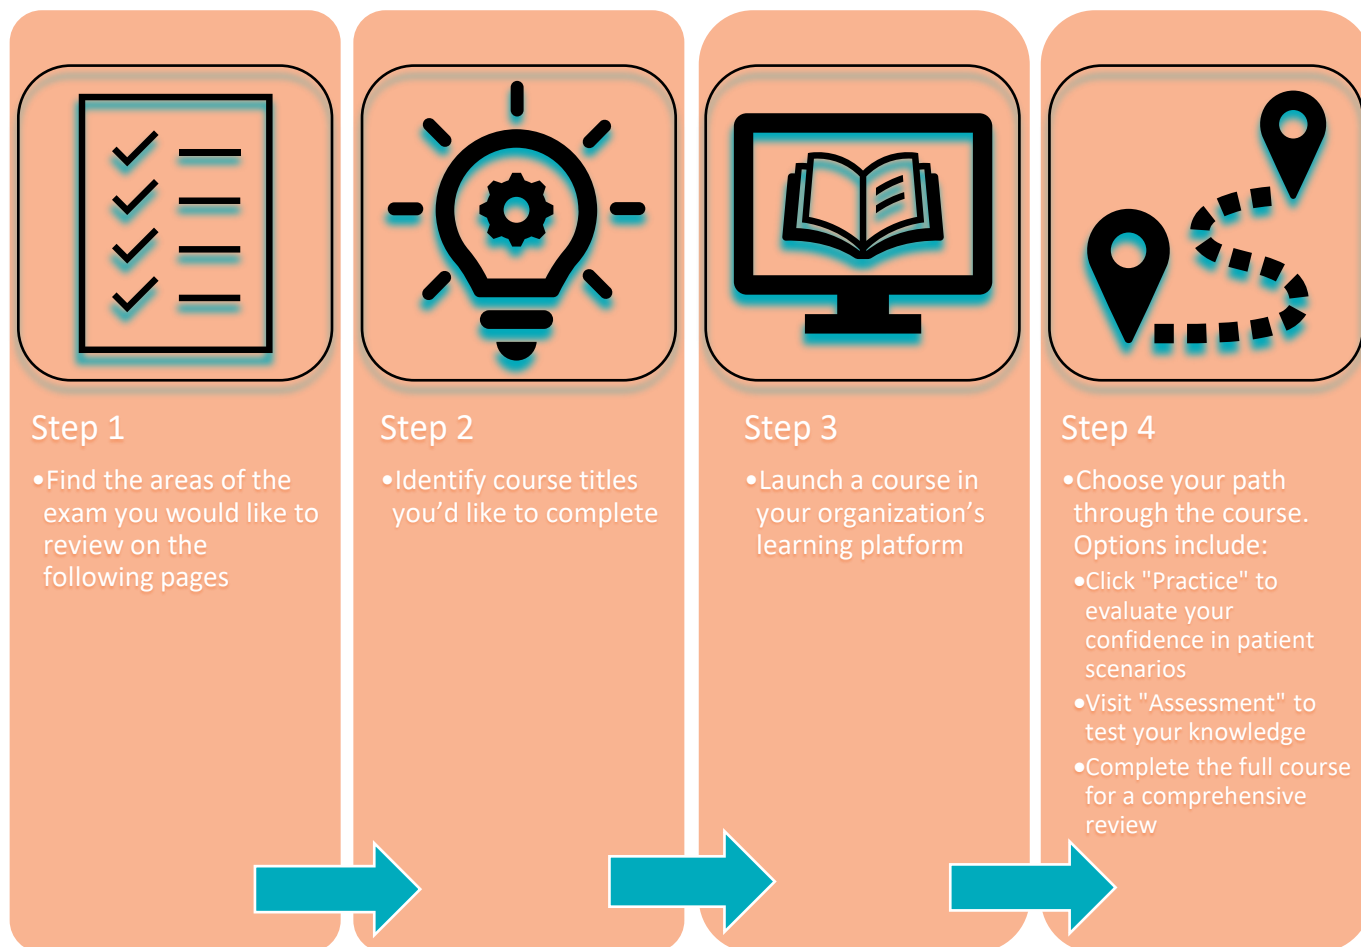 Step 1
•Find the areas of the
exam you would like to
review on the
following pages
Step 2
•Identify course titles
you’d like to complete
Step 3
•Launch a course in
your organization’s
learning platform
Step 4
•Choose your path
through the course.
Options include:
•Click "Practice" to
evaluate your
confidence in patient
scenarios
•Visit "Assessment" to
test your knowledge
•Complete the full course
for a comprehensive
review